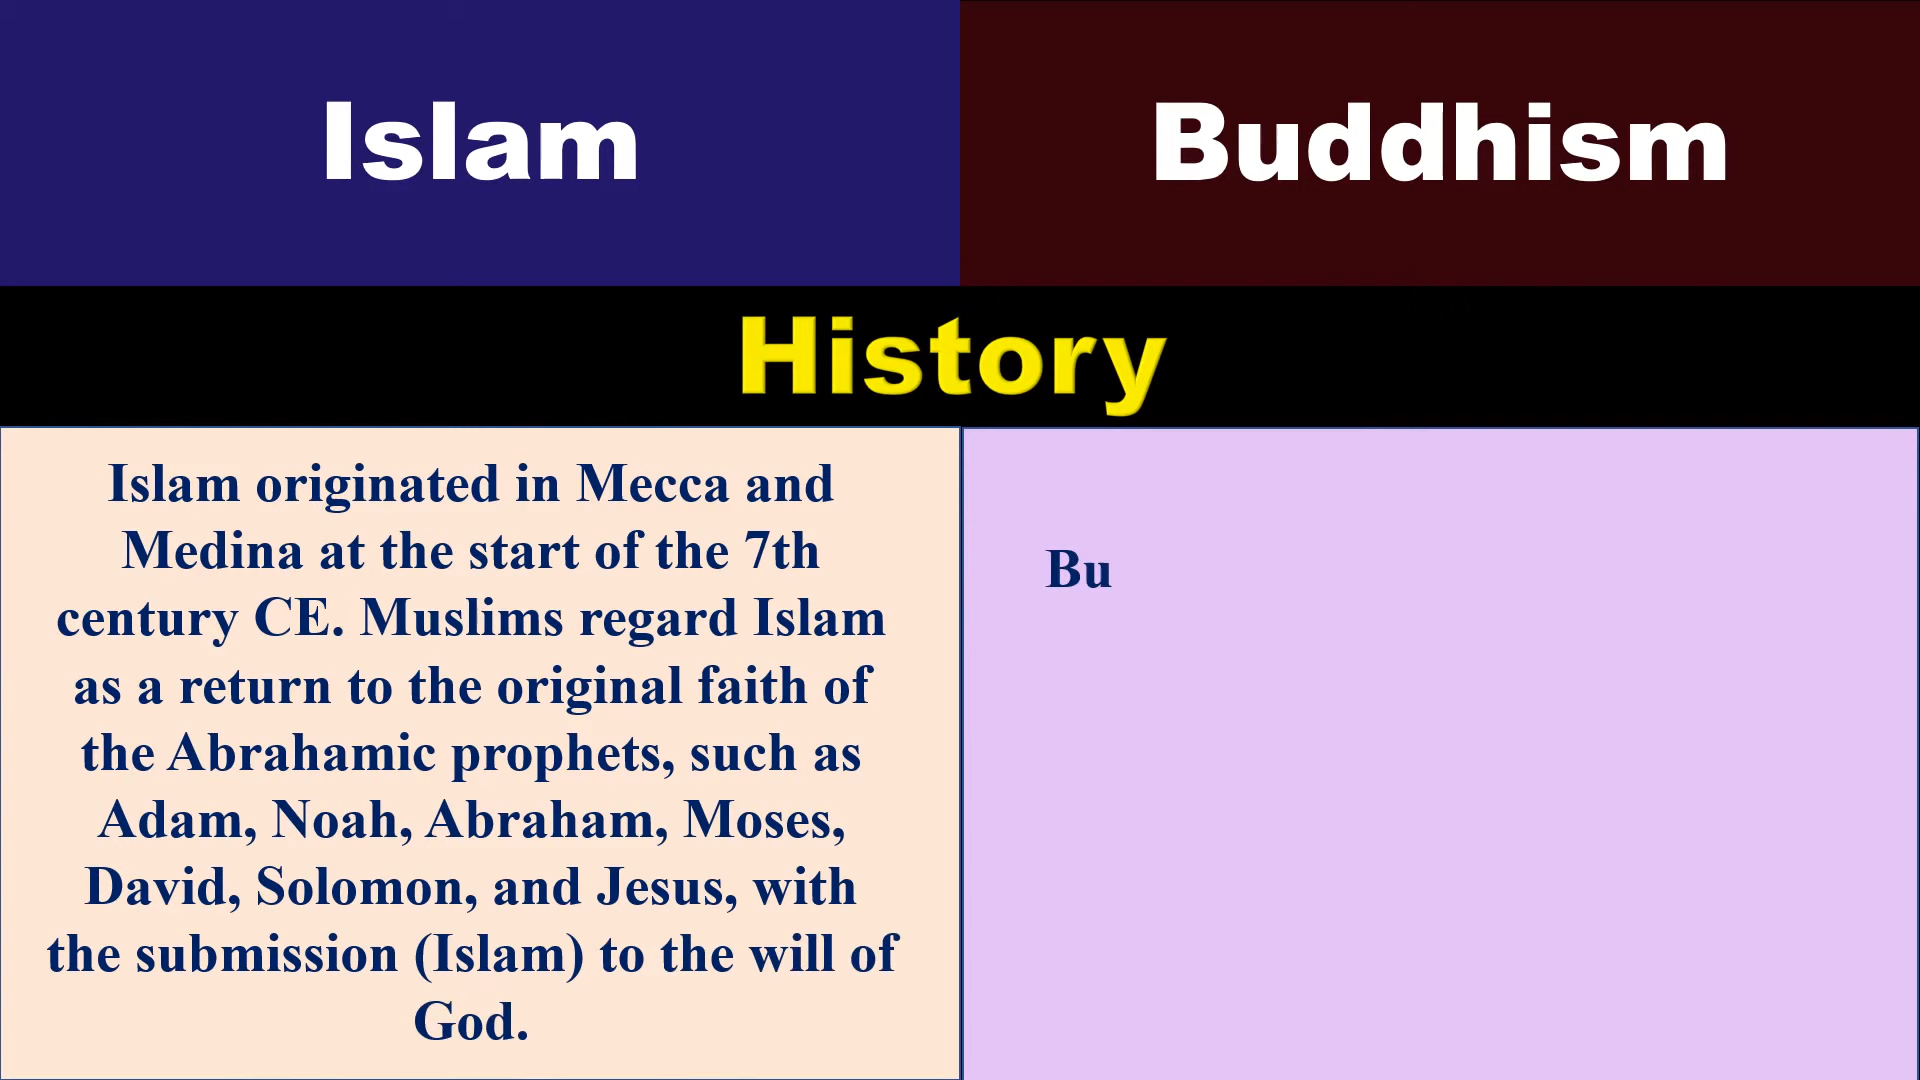 Islam
Buddhism
History
Islam originated in Mecca and
Medina at the start of the 7th
century CE. Muslims regard Islam
as a return to the original faith of
the Abrahamic prophets, such as
Adam, Noah, Abraham, Moses,
David, Solomon, and Jesus, with
the submission (Islam) to the will of
God.
Bu